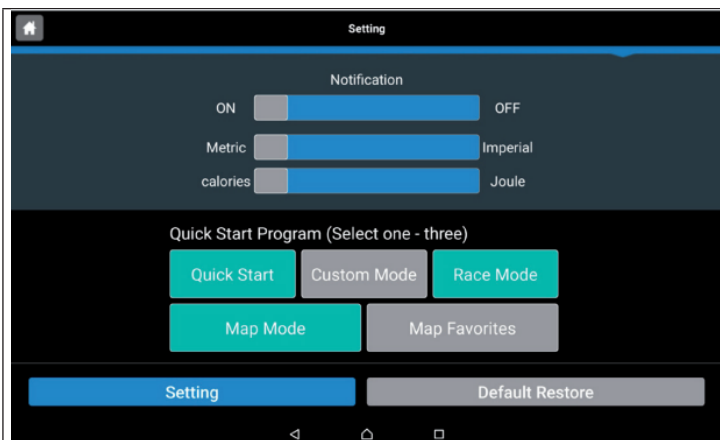 Setting
Notification
ON OFF
Metric Imperial
calories Joule
Quick Start Program (Select one - three)
Quick Start Custom Mode Race Mode
Map Mode Map Favorites
Setting Default Restore